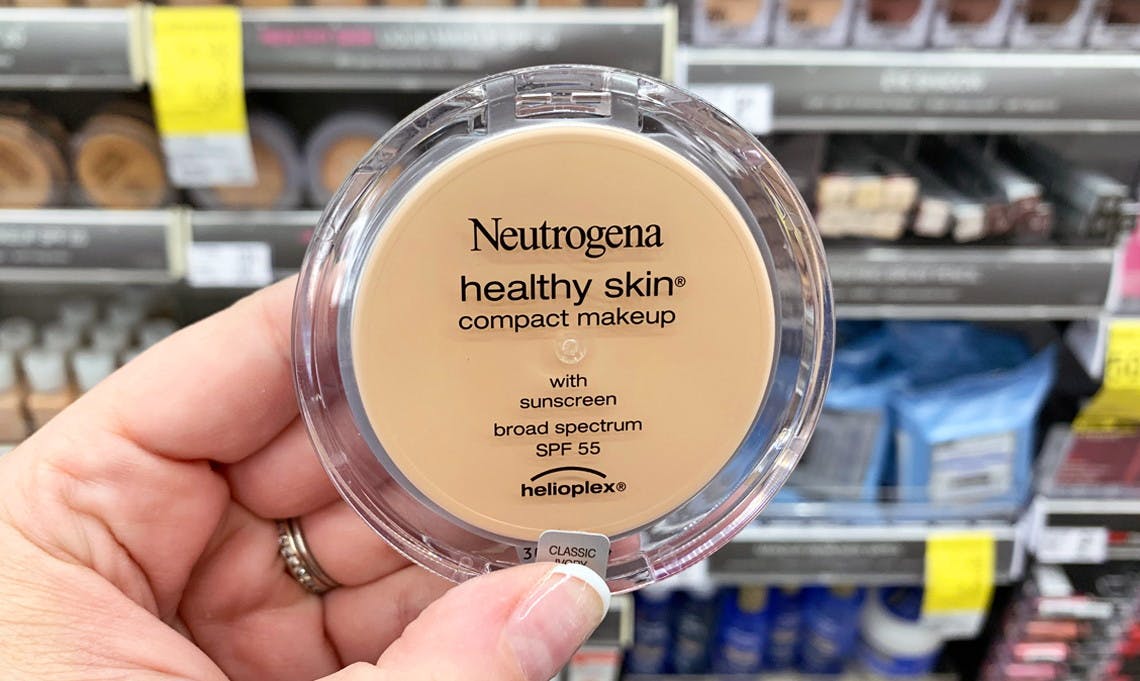 Neutrogena
healthy skin®
compact makeup
with
sunscreen
broad spectrum
SPF 55
helioplex®
CLASSIC
IVORY